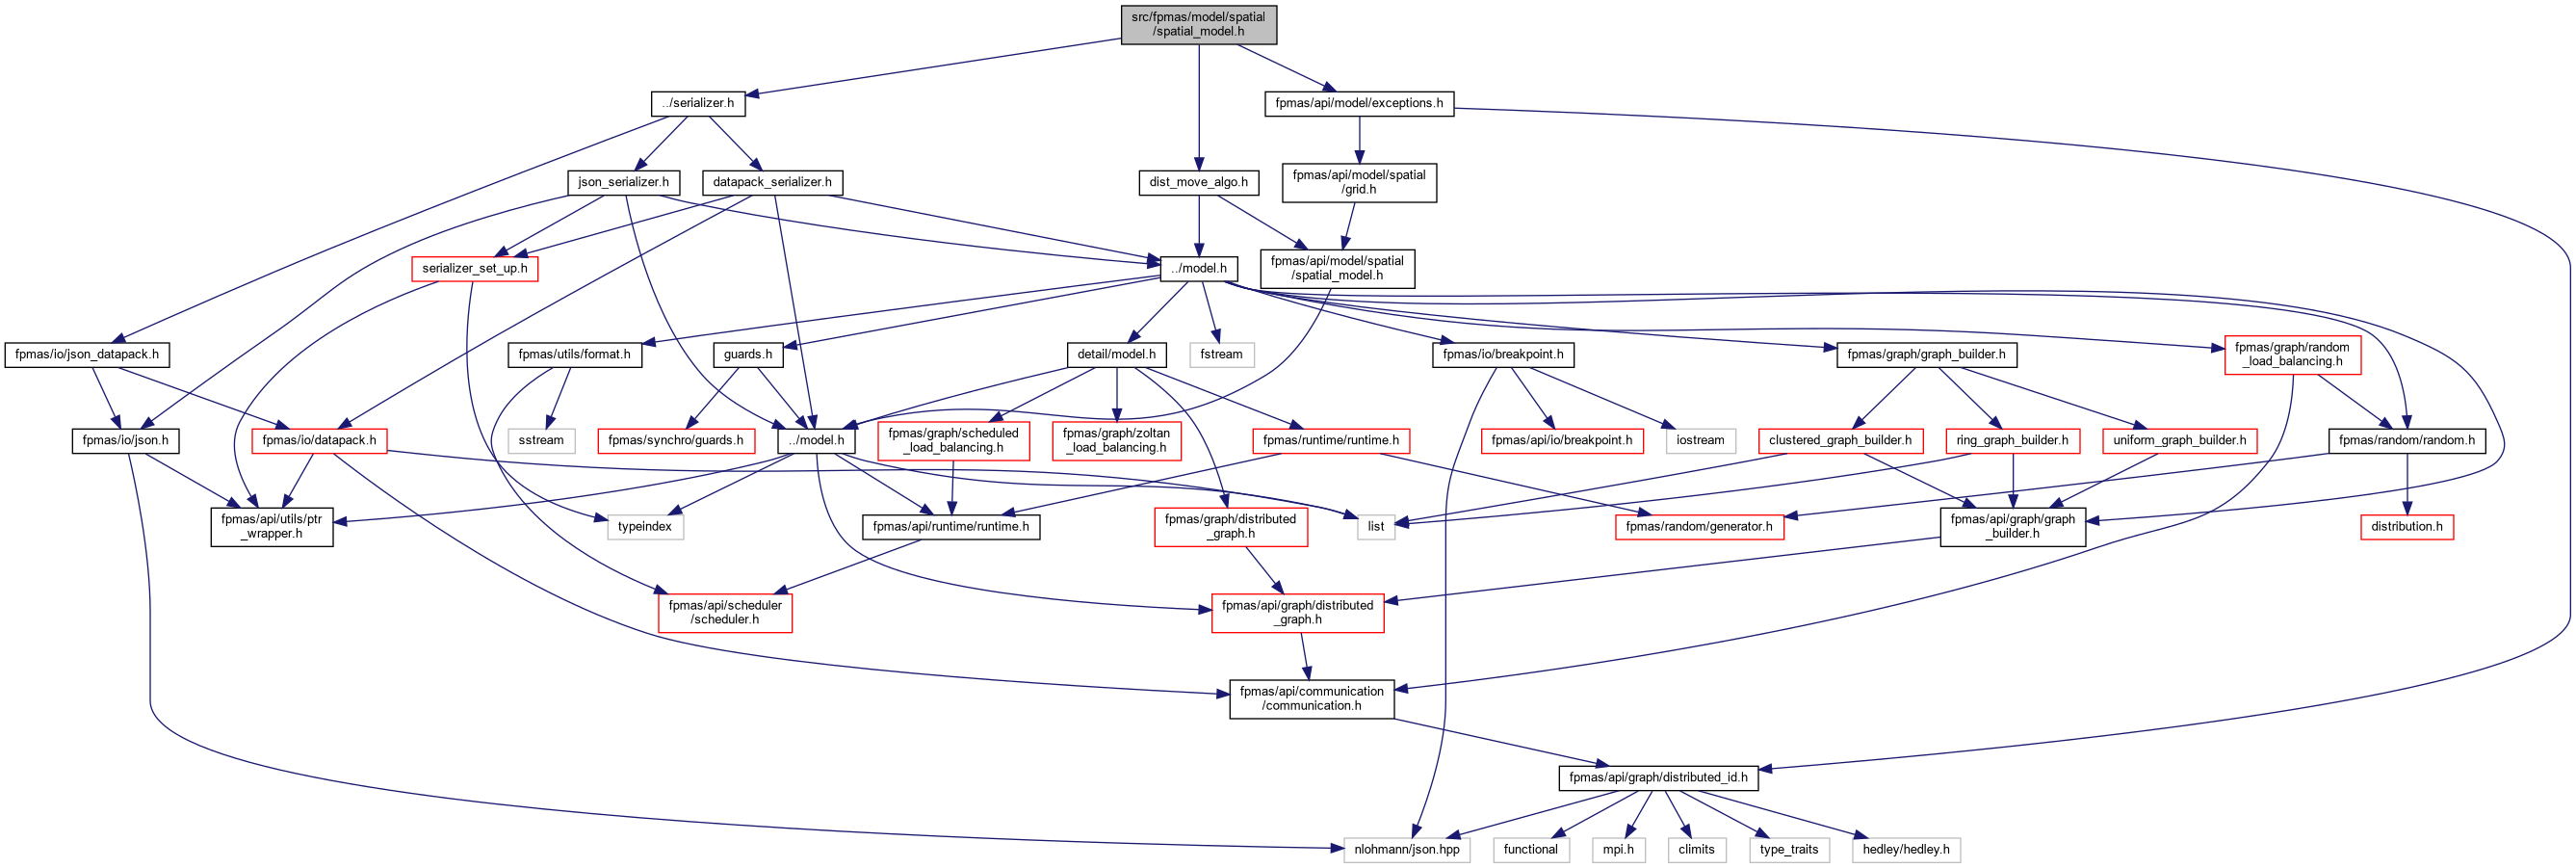 src/fpmas/model/spatial
/spatial_model.h
../serializer.h
fpmas/api/model/exceptions.h
json_serializer.h
datapack_serializer.h
dist_move_algo.h
fpmas/api/model/spatial
/grid.h
serializer_set_up.h
../model.h
fpmas/api/model/spatial
/spatial_model.h
fpmas/io/json_datapack.h
fpmas/utils/format.h
guards.h
detail/model.h
fstream
fpmas/io/breakpoint.h
fpmas/graph/graph_builder.h
fpmas/graph/random
_load_balancing.h
fpmas/io/json.h
fpmas/io/datapack.h
sstream
fpmas/synchro/guards.h
../model.h
fpmas/graph/scheduled
_load_balancing.h
fpmas/graph/zoltan
_load_balancing.h
fpmas/runtime/runtime.h
fpmas/api/io/breakpoint.h
iostream
clustered_graph_builder.h
ring_graph_builder.h
uniform_graph_builder.h
fpmas/random/random.h
fpmas/api/utils/ptr
_wrapper.h
typeindex
fpmas/api/runtime/runtime.h
fpmas/graph/distributed
_graph.h
list
fpmas/random/generator.h
fpmas/api/graph/graph
_builder.h
distribution.h
fpmas/api/scheduler
/scheduler.h
fpmas/api/graph/distributed
_graph.h
fpmas/api/communication
/communication.h
fpmas/api/graph/distributed_id.h
nlohmann/json.hpp
functional
mpi.h
climits
type_traits
hedley/hedley.h